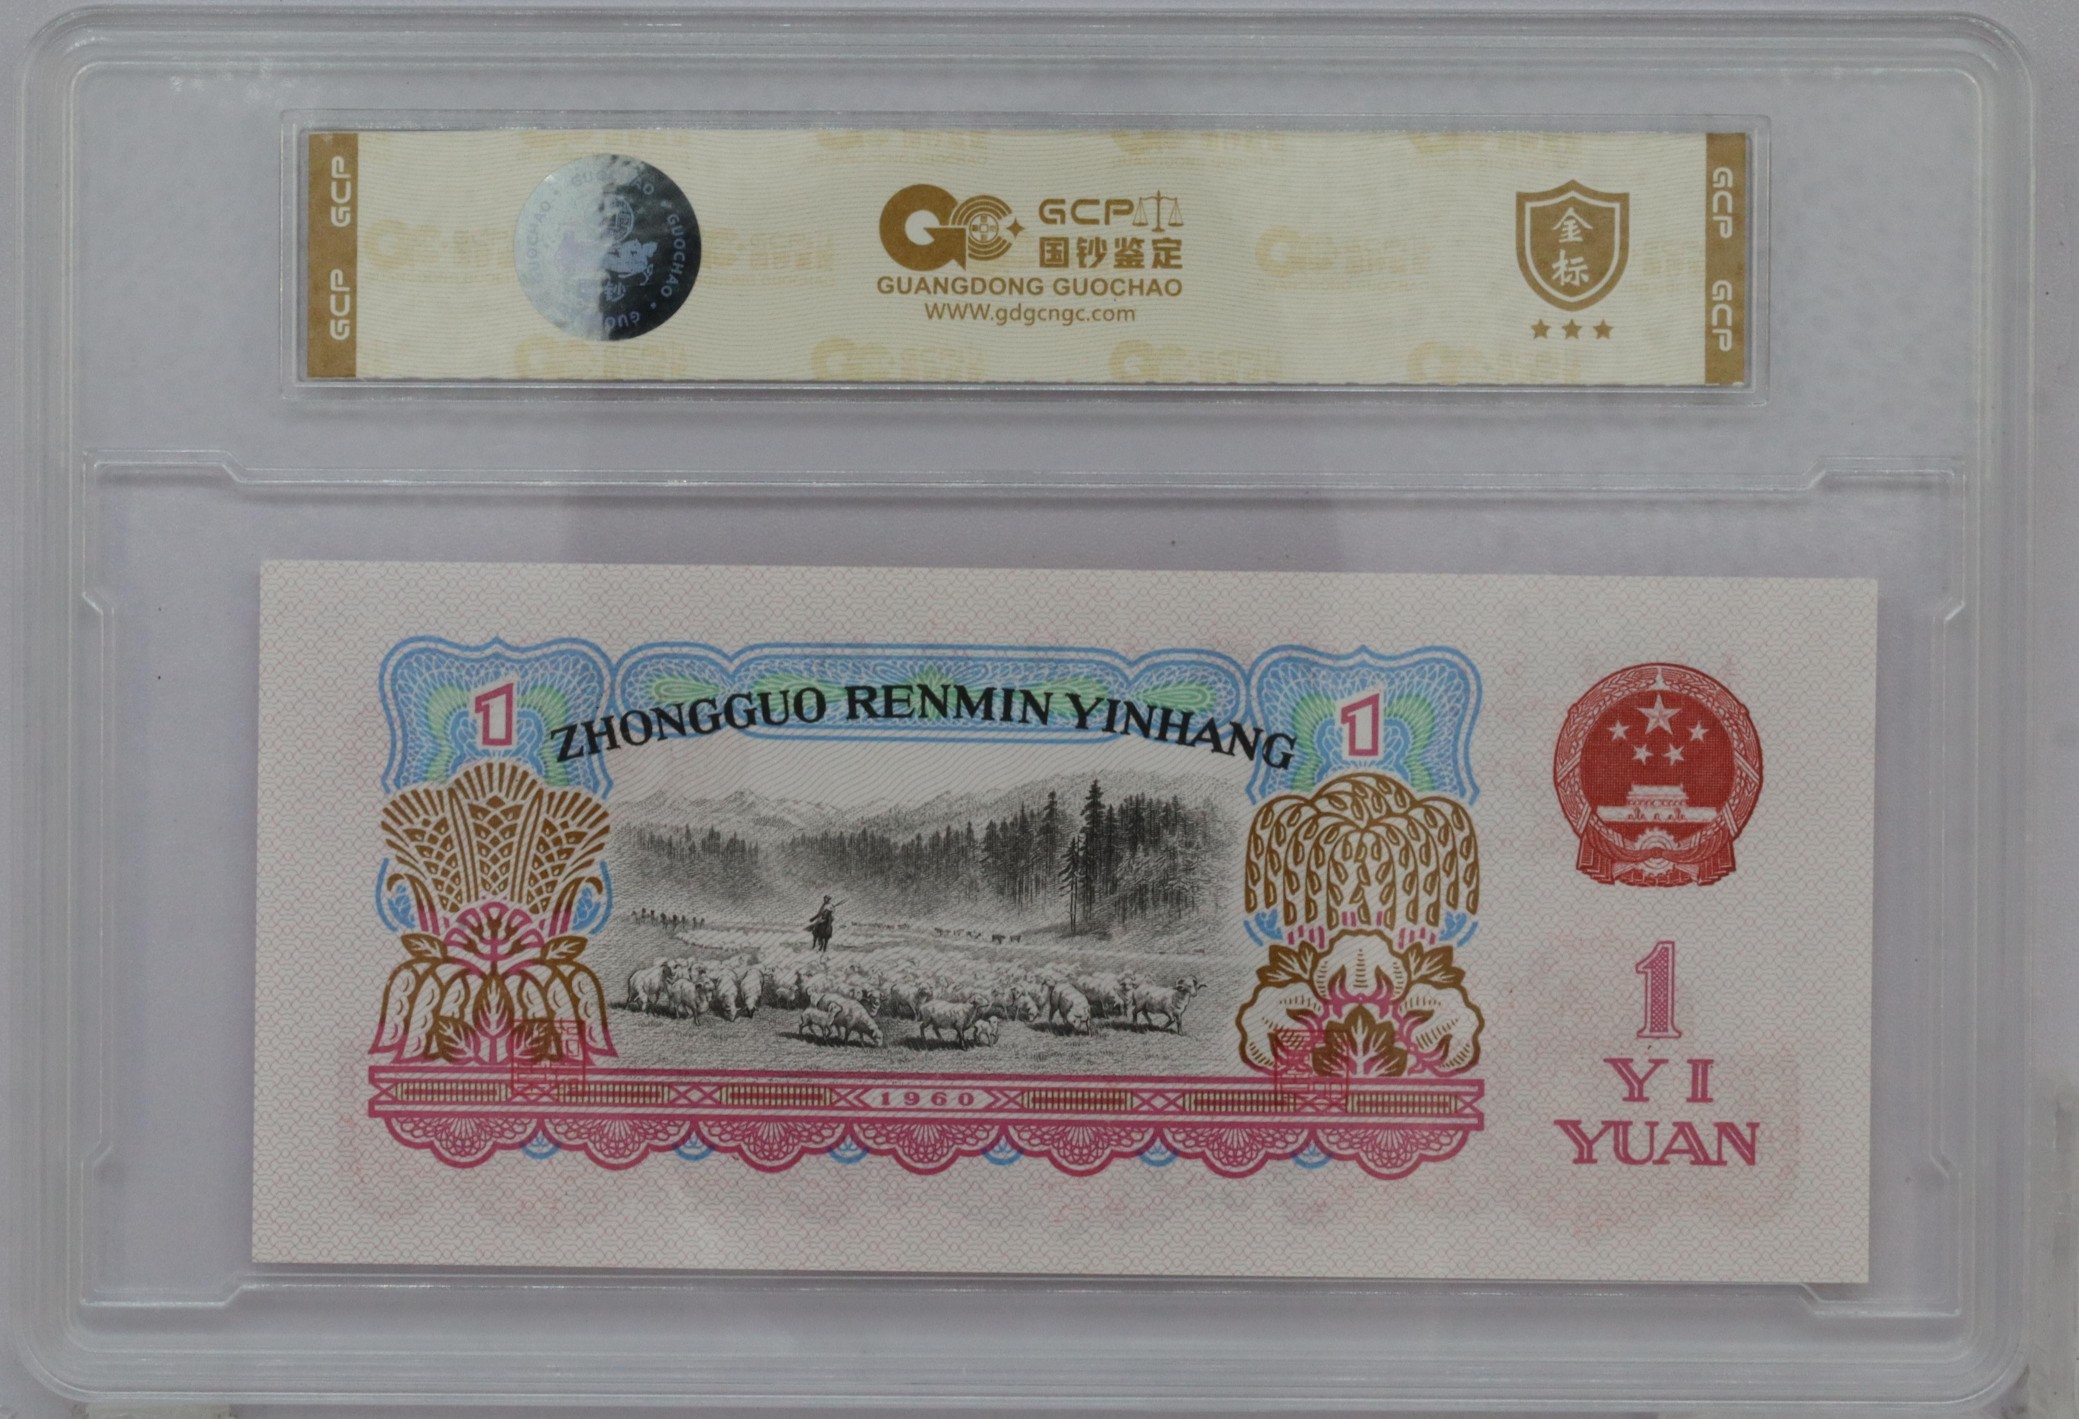 GCP GCP
GUOCHAO
GCP
国钞鉴定
GUANGDONG GUOCHAO
WWW.gdgcngc.com
金标
GCP GCP
1
ZHONGGUO RENMIN YINHANG
1
1960
1
YI
YUAN